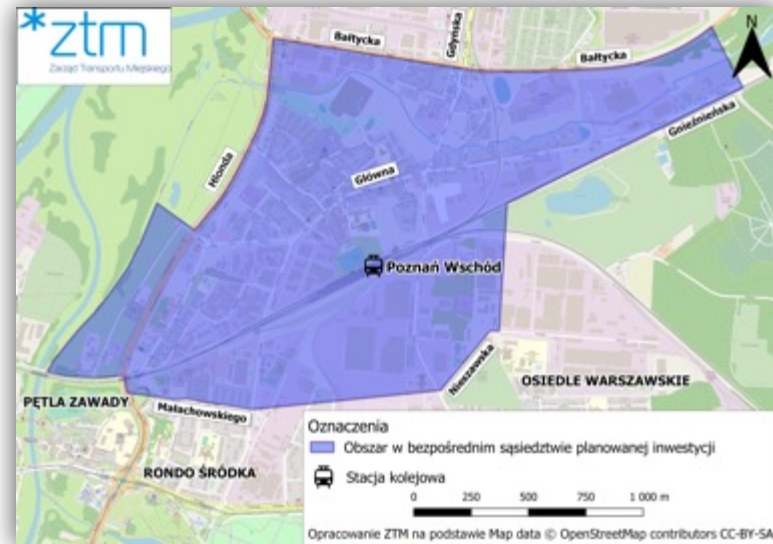 *ztm
Zarząd Transportu Miejskiego
N
Bałtycka
Gdyńska
Bałtycka
Gnieźnieńska
Hlonda
Główna
Poznań Wschód
Nieszawska
OSIEDLE WARSZAWSKIE
PĘTLA ZAWADY
Małachowskiego
RONDO ŚRÓDKA
Oznaczenia
Obszar w bezpośrednim sąsiedztwie planowanej inwestycji
Stacja kolejowa
0 250 500 750 1 000 m
Opracowanie ZTM na podstawie Map data © OpenStreetMap contributors CC-BY-SA